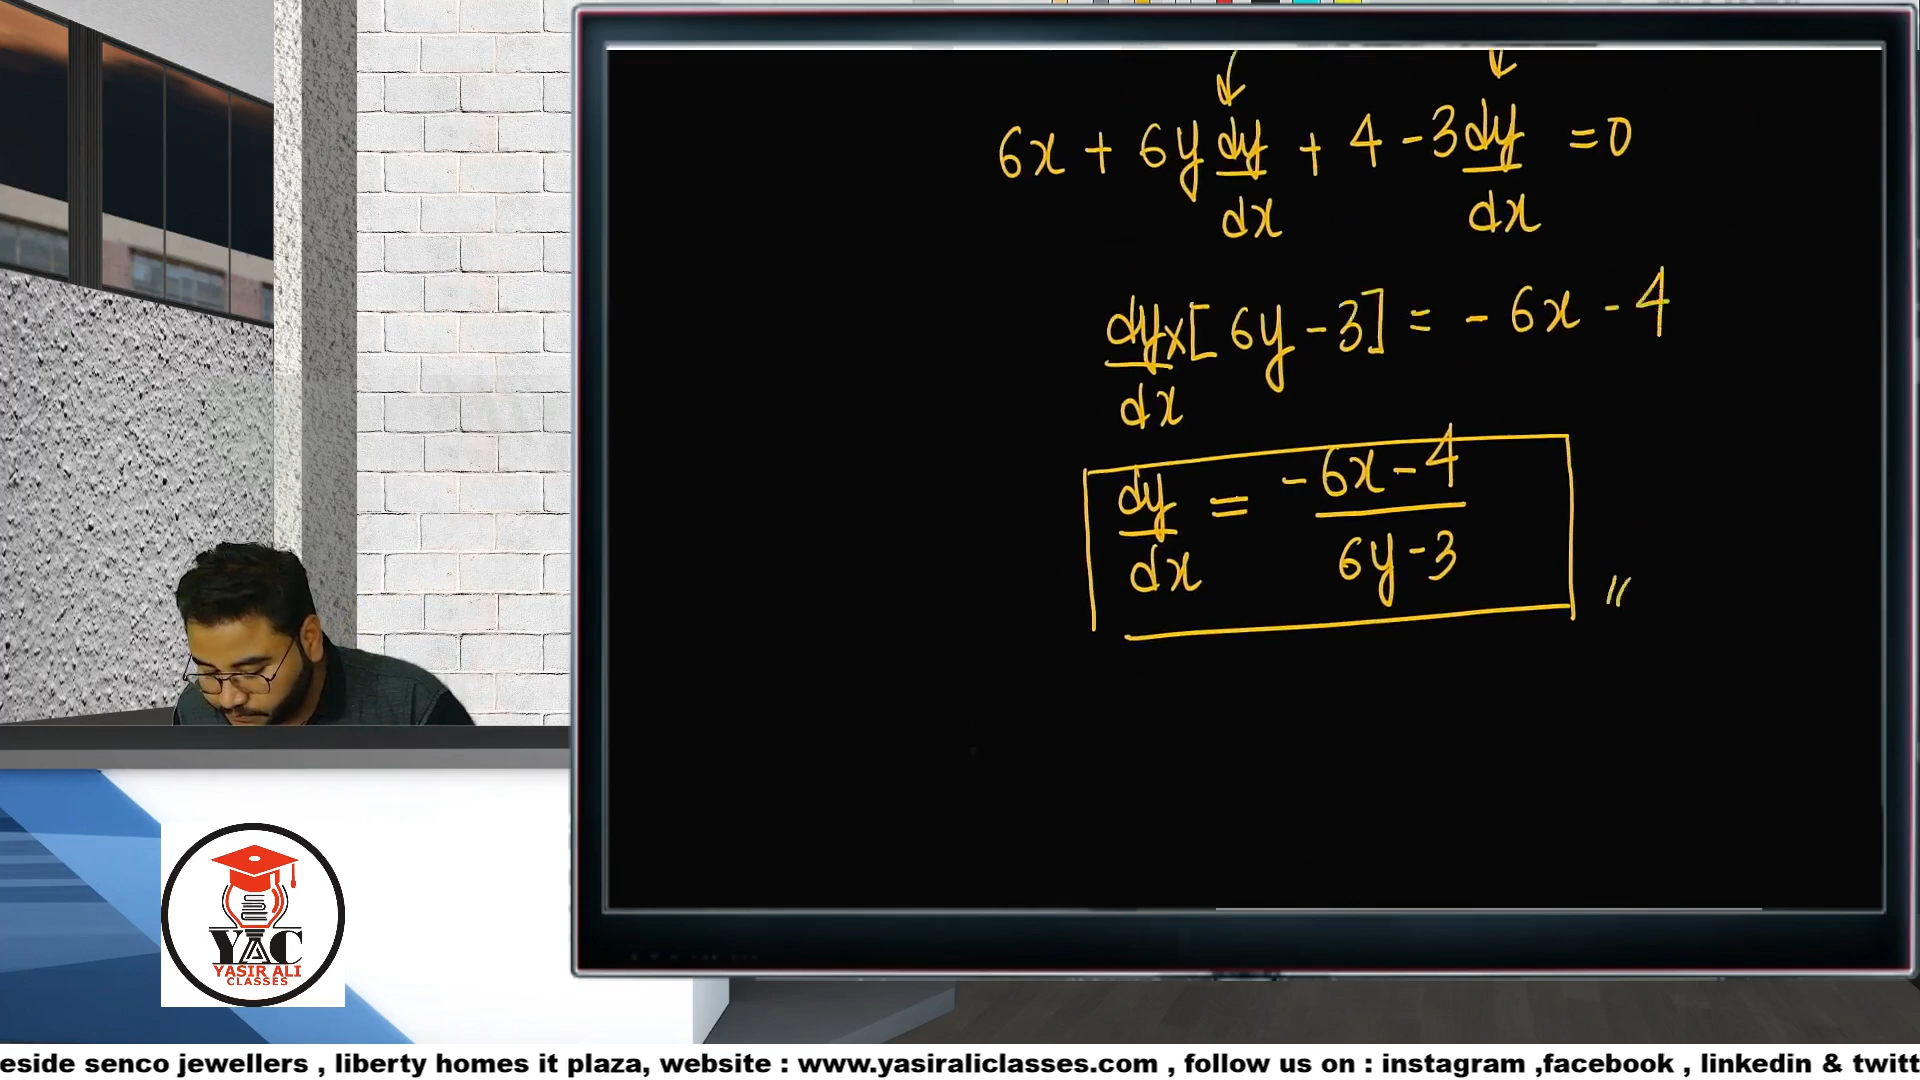 6x + 6y dy/dx + 4 - 3 dy/dx = 0
dy/dx x [ 6y - 3 ] = - 6x - 4
dy/dx = - 6x - 4 / 6y - 3 //
YAC
YASIR ALI
CLASSES
eside senco jewellers , liberty homes it plaza, website : www.yasiraliclasses.com , follow us on : instagram ,facebook , linkedin & twitt